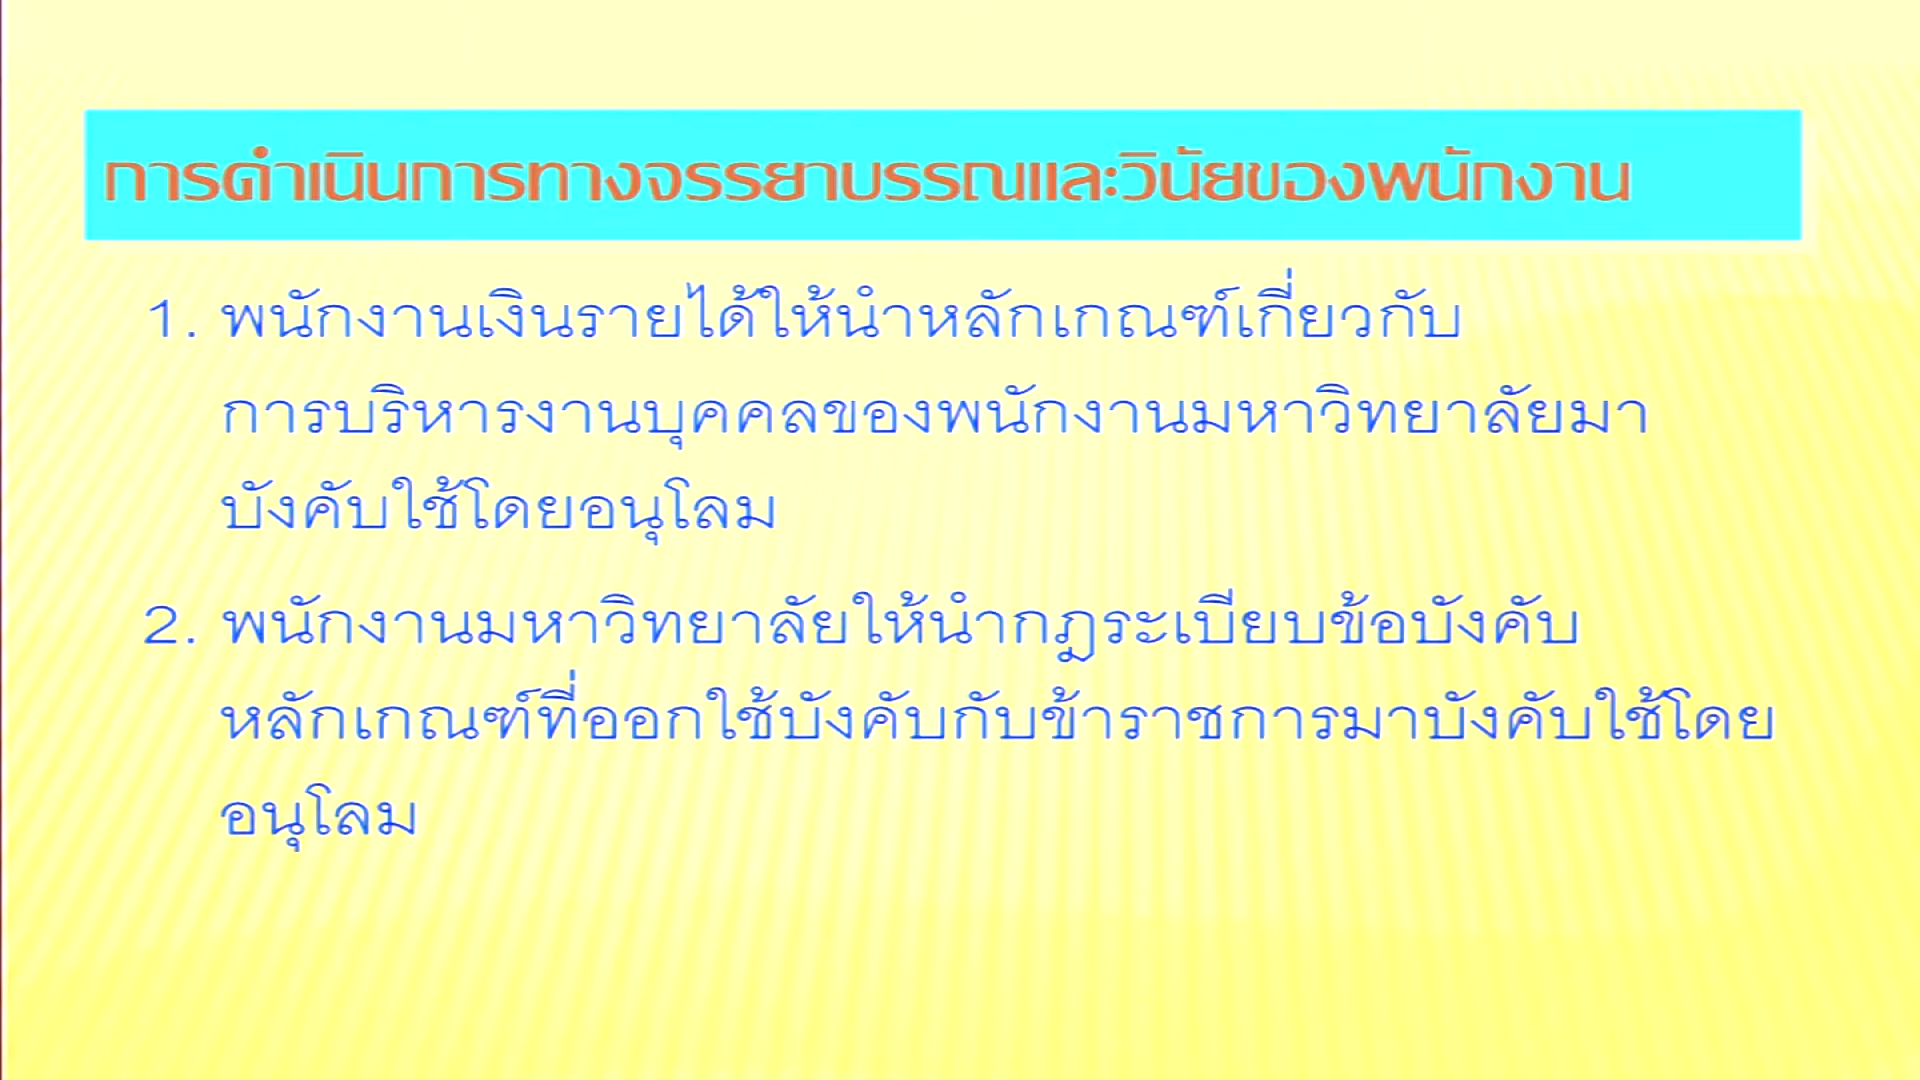 การดำเนินการทางจรรยาบรรณและวินัยของพนักงาน
1. พนักงานเงินรายได้ให้นำหลักเกณฑ์เกี่ยวกับ
การบริหารงานบุคคลของพนักงานมหาวิทยาลัยมา
บังคับใช้โดยอนุโลม
2. พนักงานมหาวิทยาลัยให้นำกฎระเบียบข้อบังคับ
หลักเกณฑ์ที่ออกใช้บังคับกับข้าราชการมาบังคับใช้โดย
อนุโลม